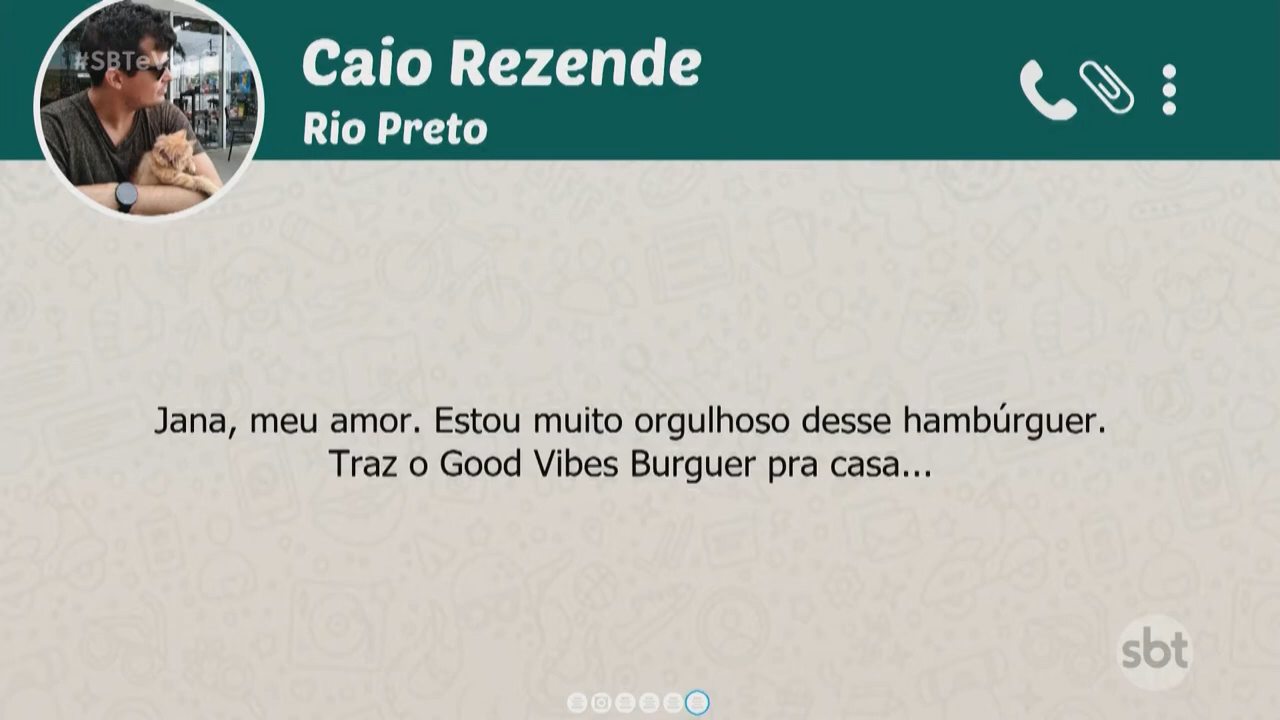 #SBTeVo
Caio Rezende
Rio Preto
Jana, meu amor. Estou muito orgulhoso desse hambúrguer.
Traz o Good Vibes Burguer pra casa...
sbt